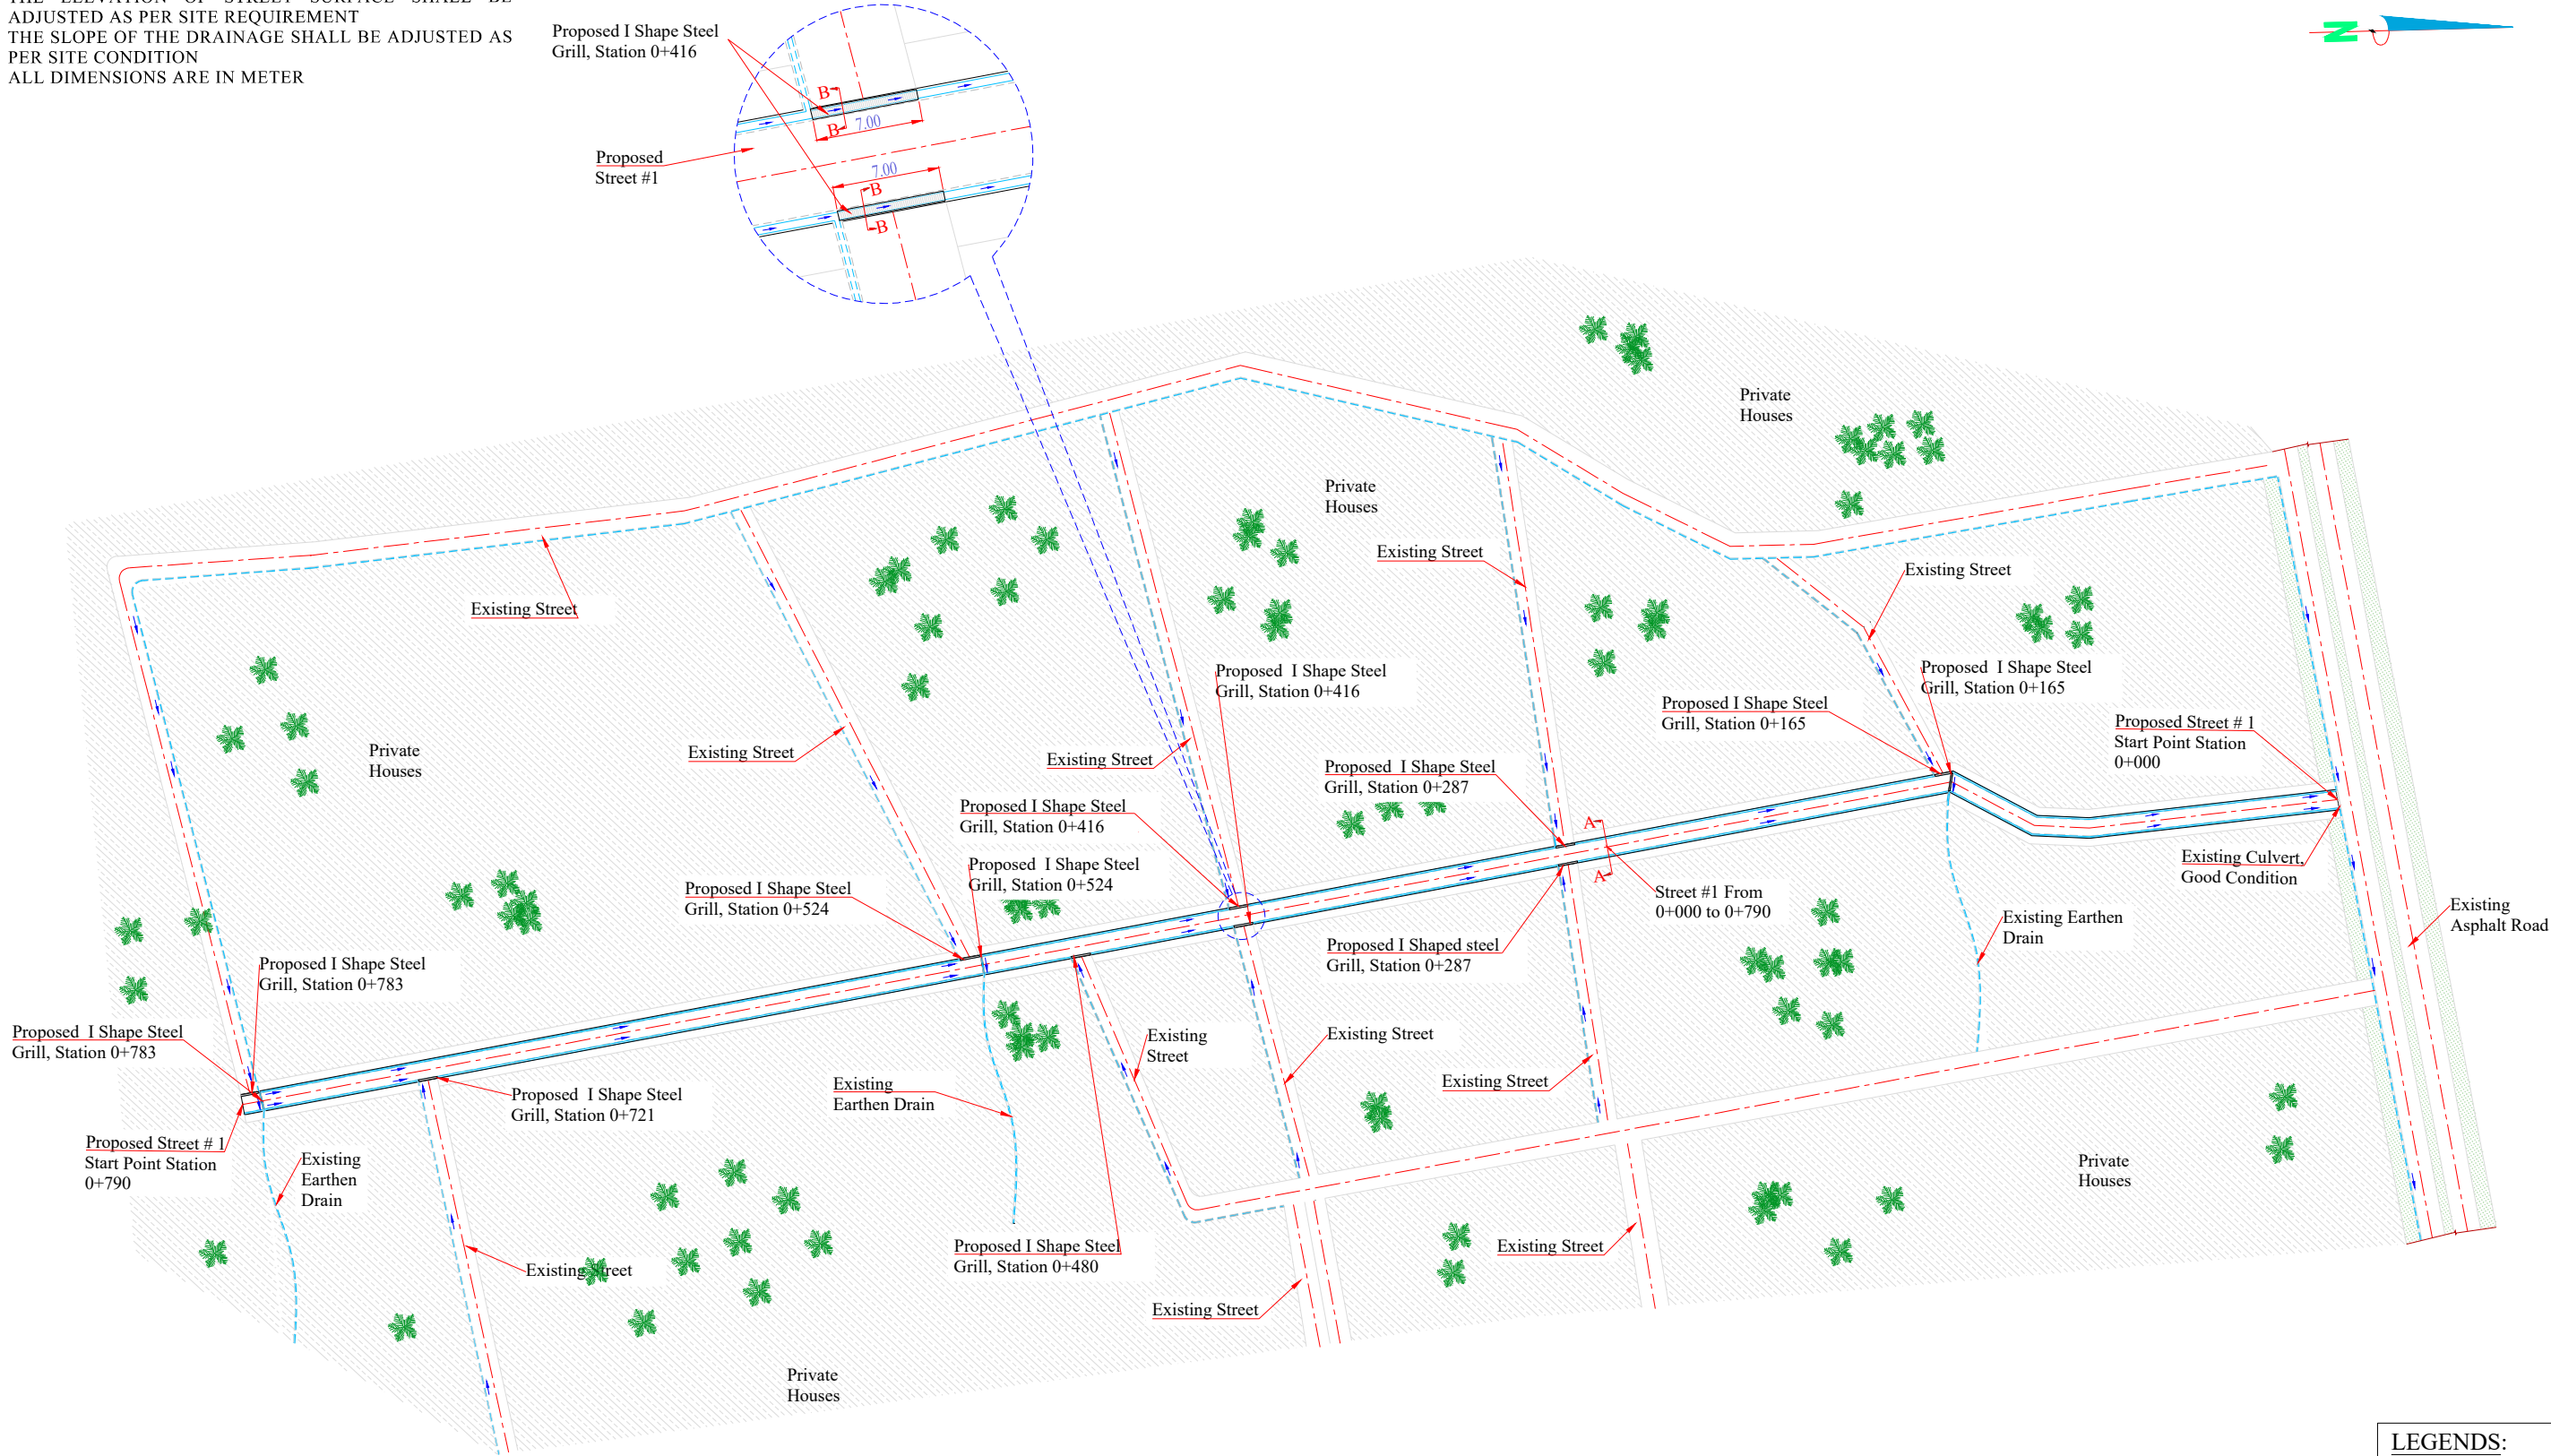 THE ELEVATION OF STREET SURFACE SHALL BE
ADJUSTED AS PER SITE REQUIREMENT
THE SLOPE OF THE DRAINAGE SHALL BE ADJUSTED AS
PER SITE CONDITION
ALL DIMENSIONS ARE IN METER
Proposed I Shape Steel
Grill, Station 0+416
N
B
B
7.00
Proposed
Street #1
7.00
B
B
Private
Houses
Private
Houses
Existing Street
Existing Street
Existing Street
Proposed I Shape Steel
Grill, Station 0+416
Proposed I Shape Steel
Grill, Station 0+165
Proposed I Shape Steel
Grill, Station 0+165
Proposed Street # 1
Start Point Station
0+000
Private
Houses
Existing Street
Existing Street
Proposed I Shape Steel
Grill, Station 0+287
Proposed I Shape Steel
Grill, Station 0+416
A
A
Existing Culvert,
Good Condition
Proposed I Shape Steel
Grill, Station 0+524
Proposed I Shape Steel
Grill, Station 0+524
Street #1 From
0+000 to 0+790
Existing
Asphalt Road
Existing Earthen
Drain
Proposed I Shaped steel
Grill, Station 0+287
Proposed I Shape Steel
Grill, Station 0+783
Proposed I Shape Steel
Grill, Station 0+783
Existing
Street
Existing Street
Existing Street
Existing
Earthen Drain
Proposed I Shape Steel
Grill, Station 0+721
Proposed Street # 1
Start Point Station
0+790
Existing
Earthen
Drain
Private
Houses
Existing Street
Proposed I Shape Steel
Grill, Station 0+480
Existing Street
Existing Street
Private
Houses
LEGENDS: